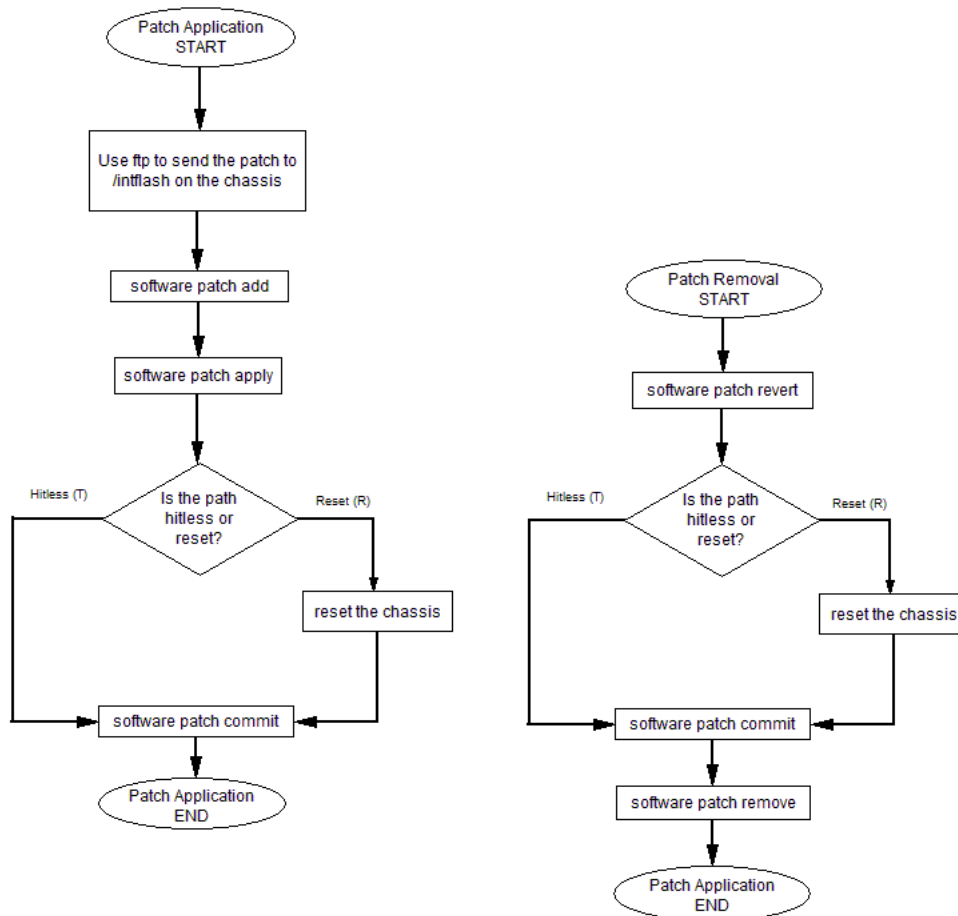 Patch Application
START
Use ftp to send the patch to
/intflash on the chassis
software patch add
software patch apply
Hitless (T)
Is the path
hitless or
reset?
Reset (R)
reset the chassis
software patch commit
Patch Application
END
Patch Removal
START
software patch revert
Hitless (T)
Is the path
hitless or
reset?
Reset (R)
reset the chassis
software patch commit
software patch remove
Patch Application
END